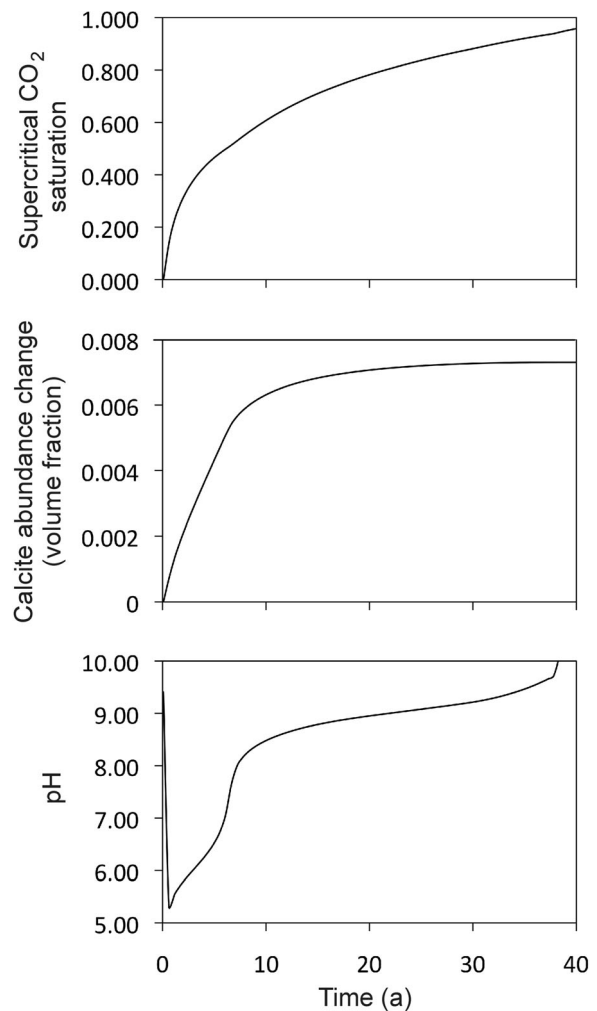 Supercritical CO2
saturation
1.000
0.800
0.600
0.400
0.200
0.000
Calcite abundance change
(volume fraction)
0.008
0.006
0.004
0.002
0
pH
10.00
9.00
8.00
7.00
6.00
5.00
0 10 20 30 40
Time (a)